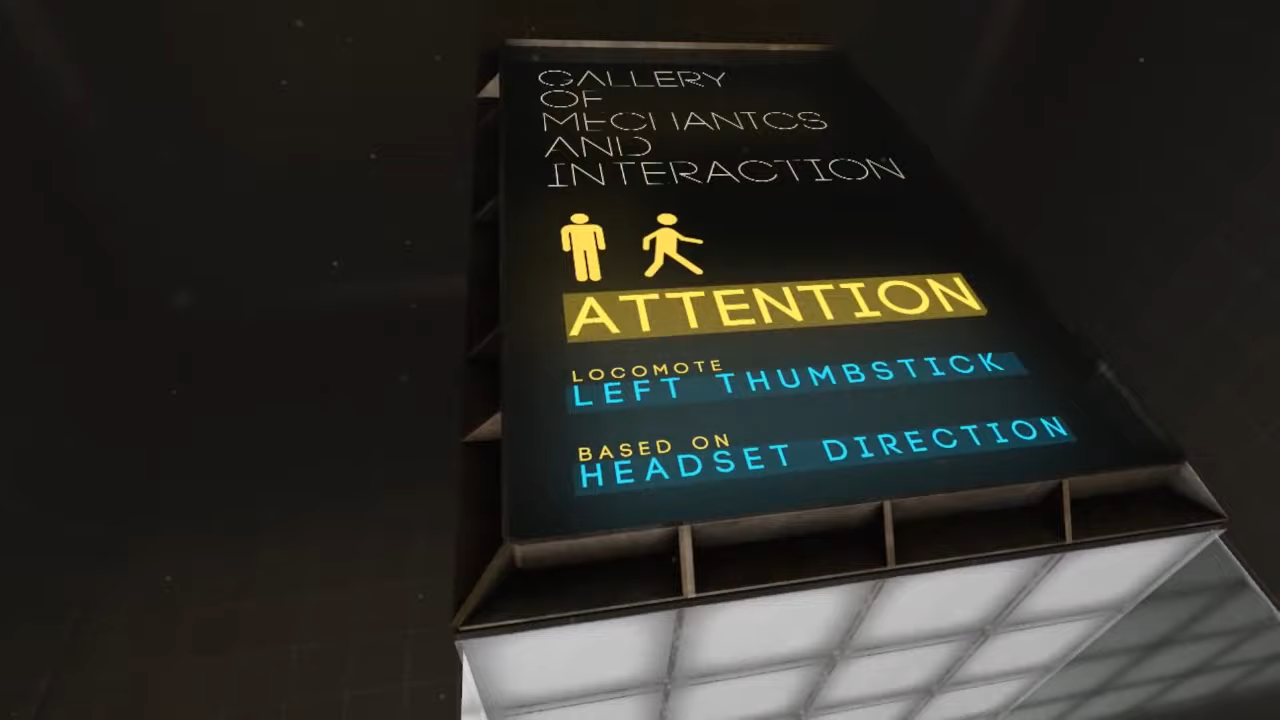 GALLERY
OF
MECHANICS
AND
INTERACTION
ATTENTION
LOCOMOTE
LEFT THUMBSTICK
BASED ON
HEADSET DIRECTION